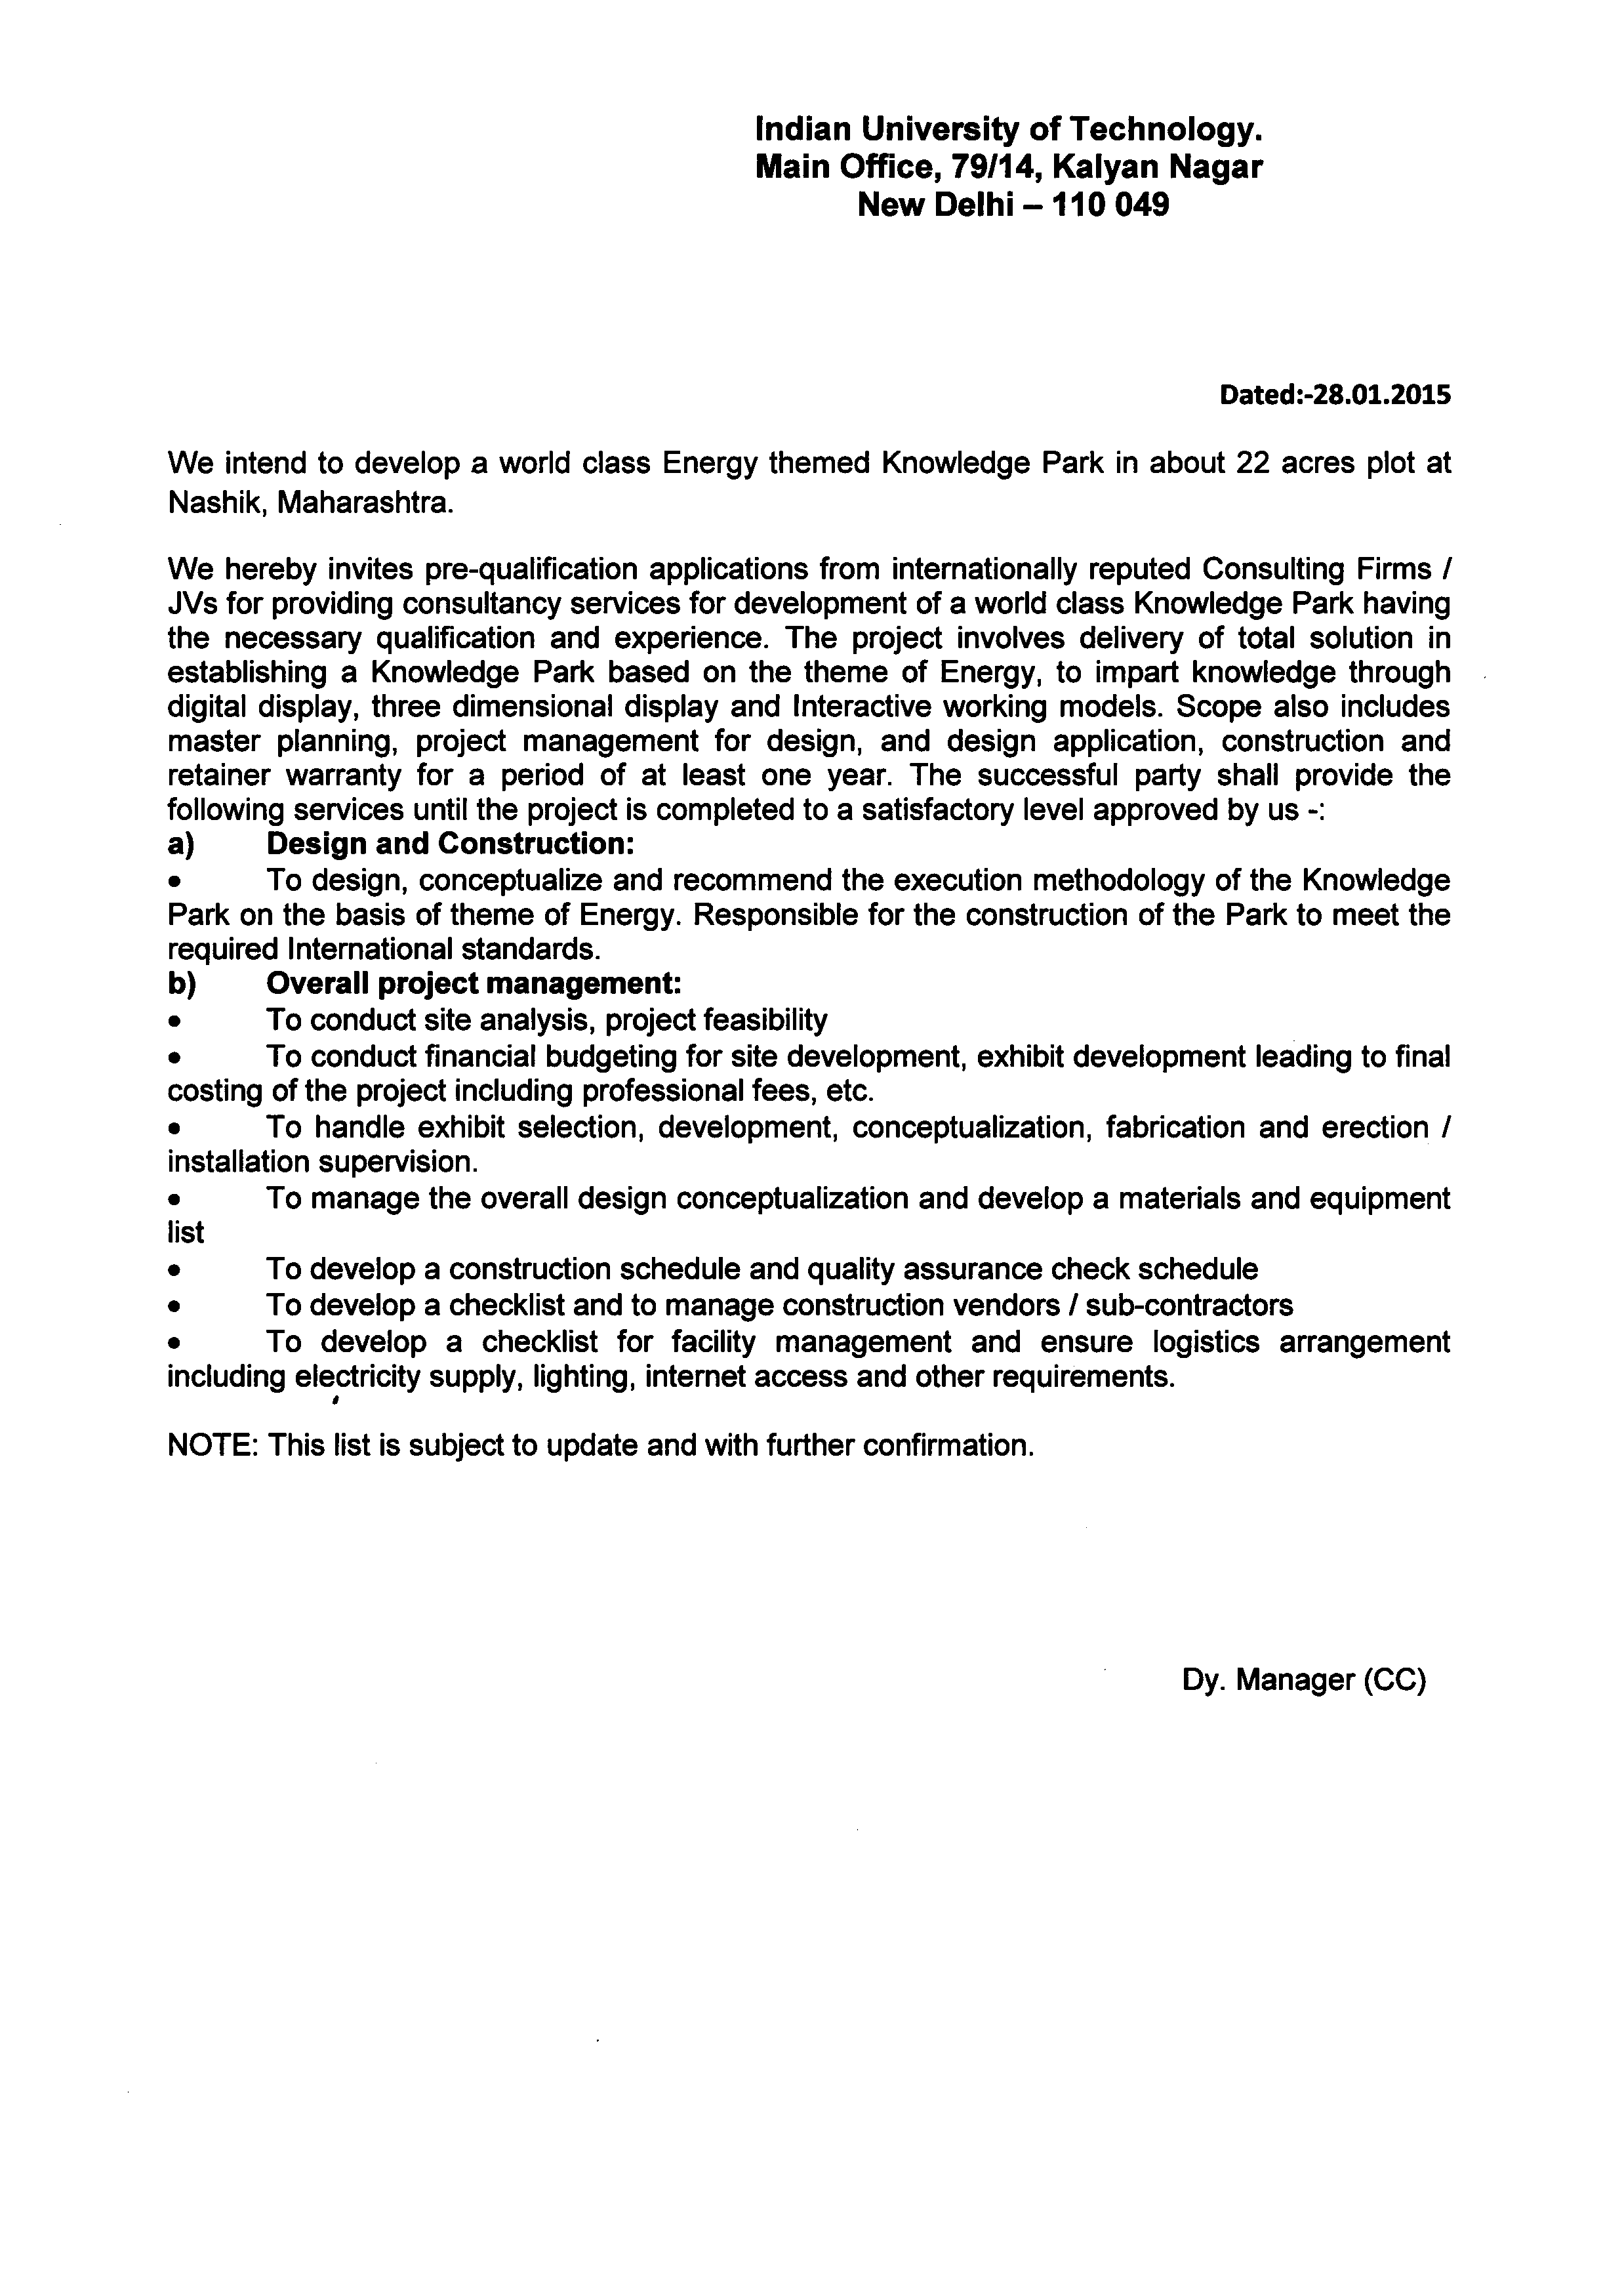 Indian University of Technology.
Main Office, 79/14, Kalyan Nagar
New Delhi – 110 049
Dated:-28.01.2015
We intend to develop a world class Energy themed Knowledge Park in about 22 acres plot at
Nashik, Maharashtra.
We hereby invites pre-qualification applications from internationally reputed Consulting Firms /
JVs for providing consultancy services for development of a world class Knowledge Park having
the necessary qualification and experience. The project involves delivery of total solution in
establishing a Knowledge Park based on the theme of Energy, to impart knowledge through
digital display, three dimensional display and Interactive working models. Scope also includes
master planning, project management for design, and design application, construction and
retainer warranty for a period of at least one year. The successful party shall provide the
following services until the project is completed to a satisfactory level approved by us -:
a) Design and Construction:
• To design, conceptualize and recommend the execution methodology of the Knowledge
Park on the basis of theme of Energy. Responsible for the construction of the Park to meet the
required International standards.
b) Overall project management:
• To conduct site analysis, project feasibility
• To conduct financial budgeting for site development, exhibit development leading to final
costing of the project including professional fees, etc.
• To handle exhibit selection, development, conceptualization, fabrication and erection /
installation supervision.
• To manage the overall design conceptualization and develop a materials and equipment
list
• To develop a construction schedule and quality assurance check schedule
• To develop a checklist and to manage construction vendors / sub-contractors
• To develop a checklist for facility management and ensure logistics arrangement
including electricity supply, lighting, internet access and other requirements.
NOTE: This list is subject to update and with further confirmation.
Dy. Manager (CC)